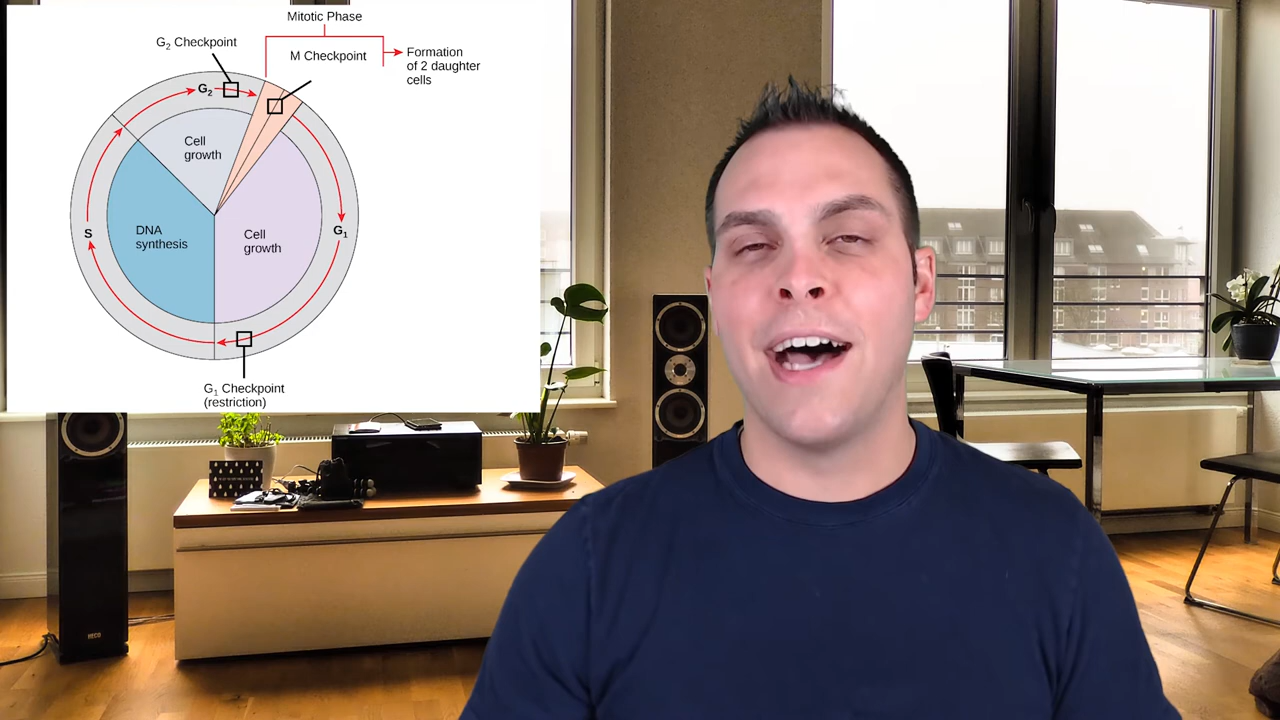 Mitotic Phase
G₂ Checkpoint
M Checkpoint
Formation
of 2 daughter
cells
G₂
Cell
growth
DNA
synthesis
S
Cell
growth
G₁
G₁ Checkpoint
(restriction)
HECO